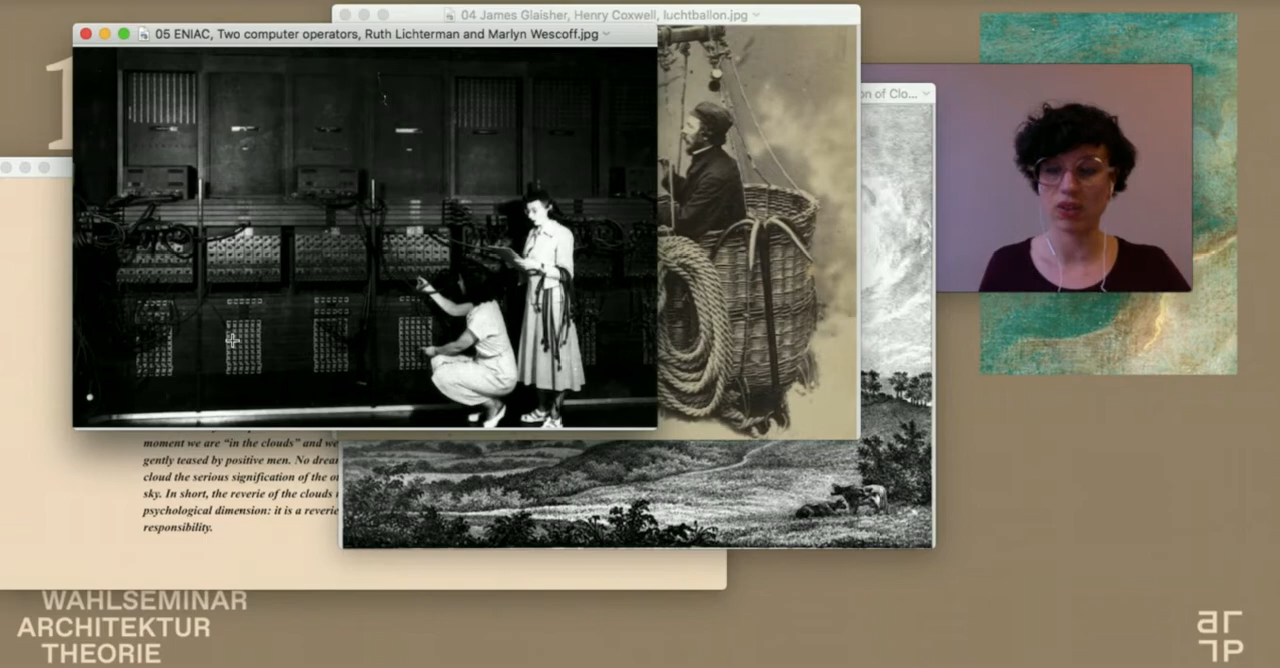 04 James Glaisher, Henry Coxwell, luchtballon.jpg
05 ENIAC, Two computer operators, Ruth Lichterman and Marlyn Wescoff.jpg
on of Clo...
1
moment we are “in the clouds” and we
gently teased by positive men. No drea
cloud the serious signification of the o
sky. In short, the reverie of the clouds
psychological dimension: it is a reverie
responsibility.
WAHLSEMINAR
ARCHITEKTUR
THEORIE
ar
TP